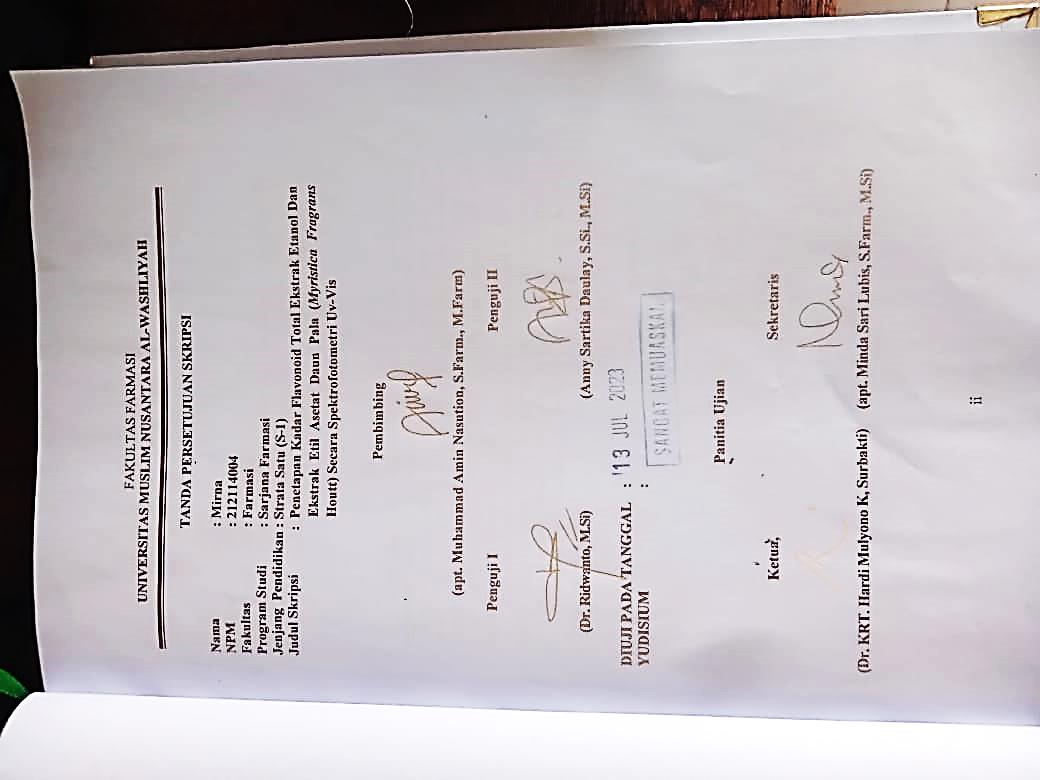 FAKULTAS FARMASI
UNIVERSITAS MUSLIM NUSANTARA AL-WASHLIYAH
TANDA PERSETUJUAN SKRIPSI
Nama : Mirna
NPM : 212114004
Fakultas : Farmasi
Program Studi : Sarjana Farmasi
Jenjang Pendidikan : Strata Satu (S-1)
Judul Skripsi : Penetapan Kadar Flavonoid Total Ekstrak Etanol Dan
Ekstrak Etil Asetat Daun Pala (Myristica Fragrans
Houtt) Secara Spektrofotometri Uv-Vis
Pembimbing
(apt. Muhammad Amin Nasution, S.Farm., M.Farm)
Penguji I Penguji II
(Dr. Ridwanto, M.Si) (Anny Sartika Daulay, S.Si., M.Si)
DIUJI PADA TANGGAL : 13 JUL 2023
YUDISIUM : SANGAT MEMUASKAN
Panitia Ujian
Ketua, Sekretaris
(Dr. KRT. Hardi Mulyono K, Surbakti) (apt. Minda Sari Lubis, S.Farm., M.Si)
ii